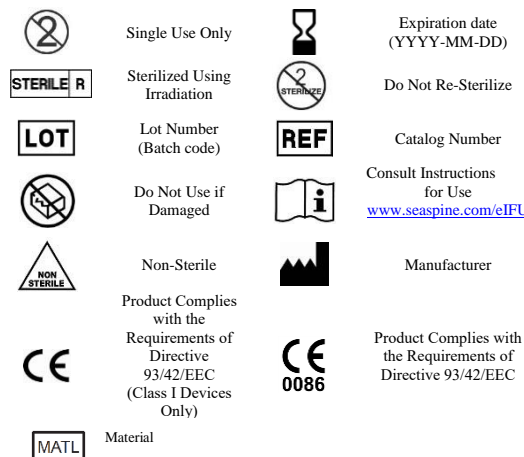 2
Single Use Only
Expiration date
(YYYY-MM-DD)
STERILE R
Sterilized Using
Irradiation
2
STERILIZE
Do Not Re-Sterilize
LOT
Lot Number
(Batch code)
REF
Catalog Number
Do Not Use if
Damaged
i
Consult Instructions
for Use
www.seaspine.com/eIFU
NON
STERILE
Non-Sterile
Manufacturer
CE
Product Complies
with the
Requirements of
Directive
93/42/EEC
(Class I Devices
Only)
CE
0086
Product Complies with
the Requirements of
Directive 93/42/EEC
MATL
Material